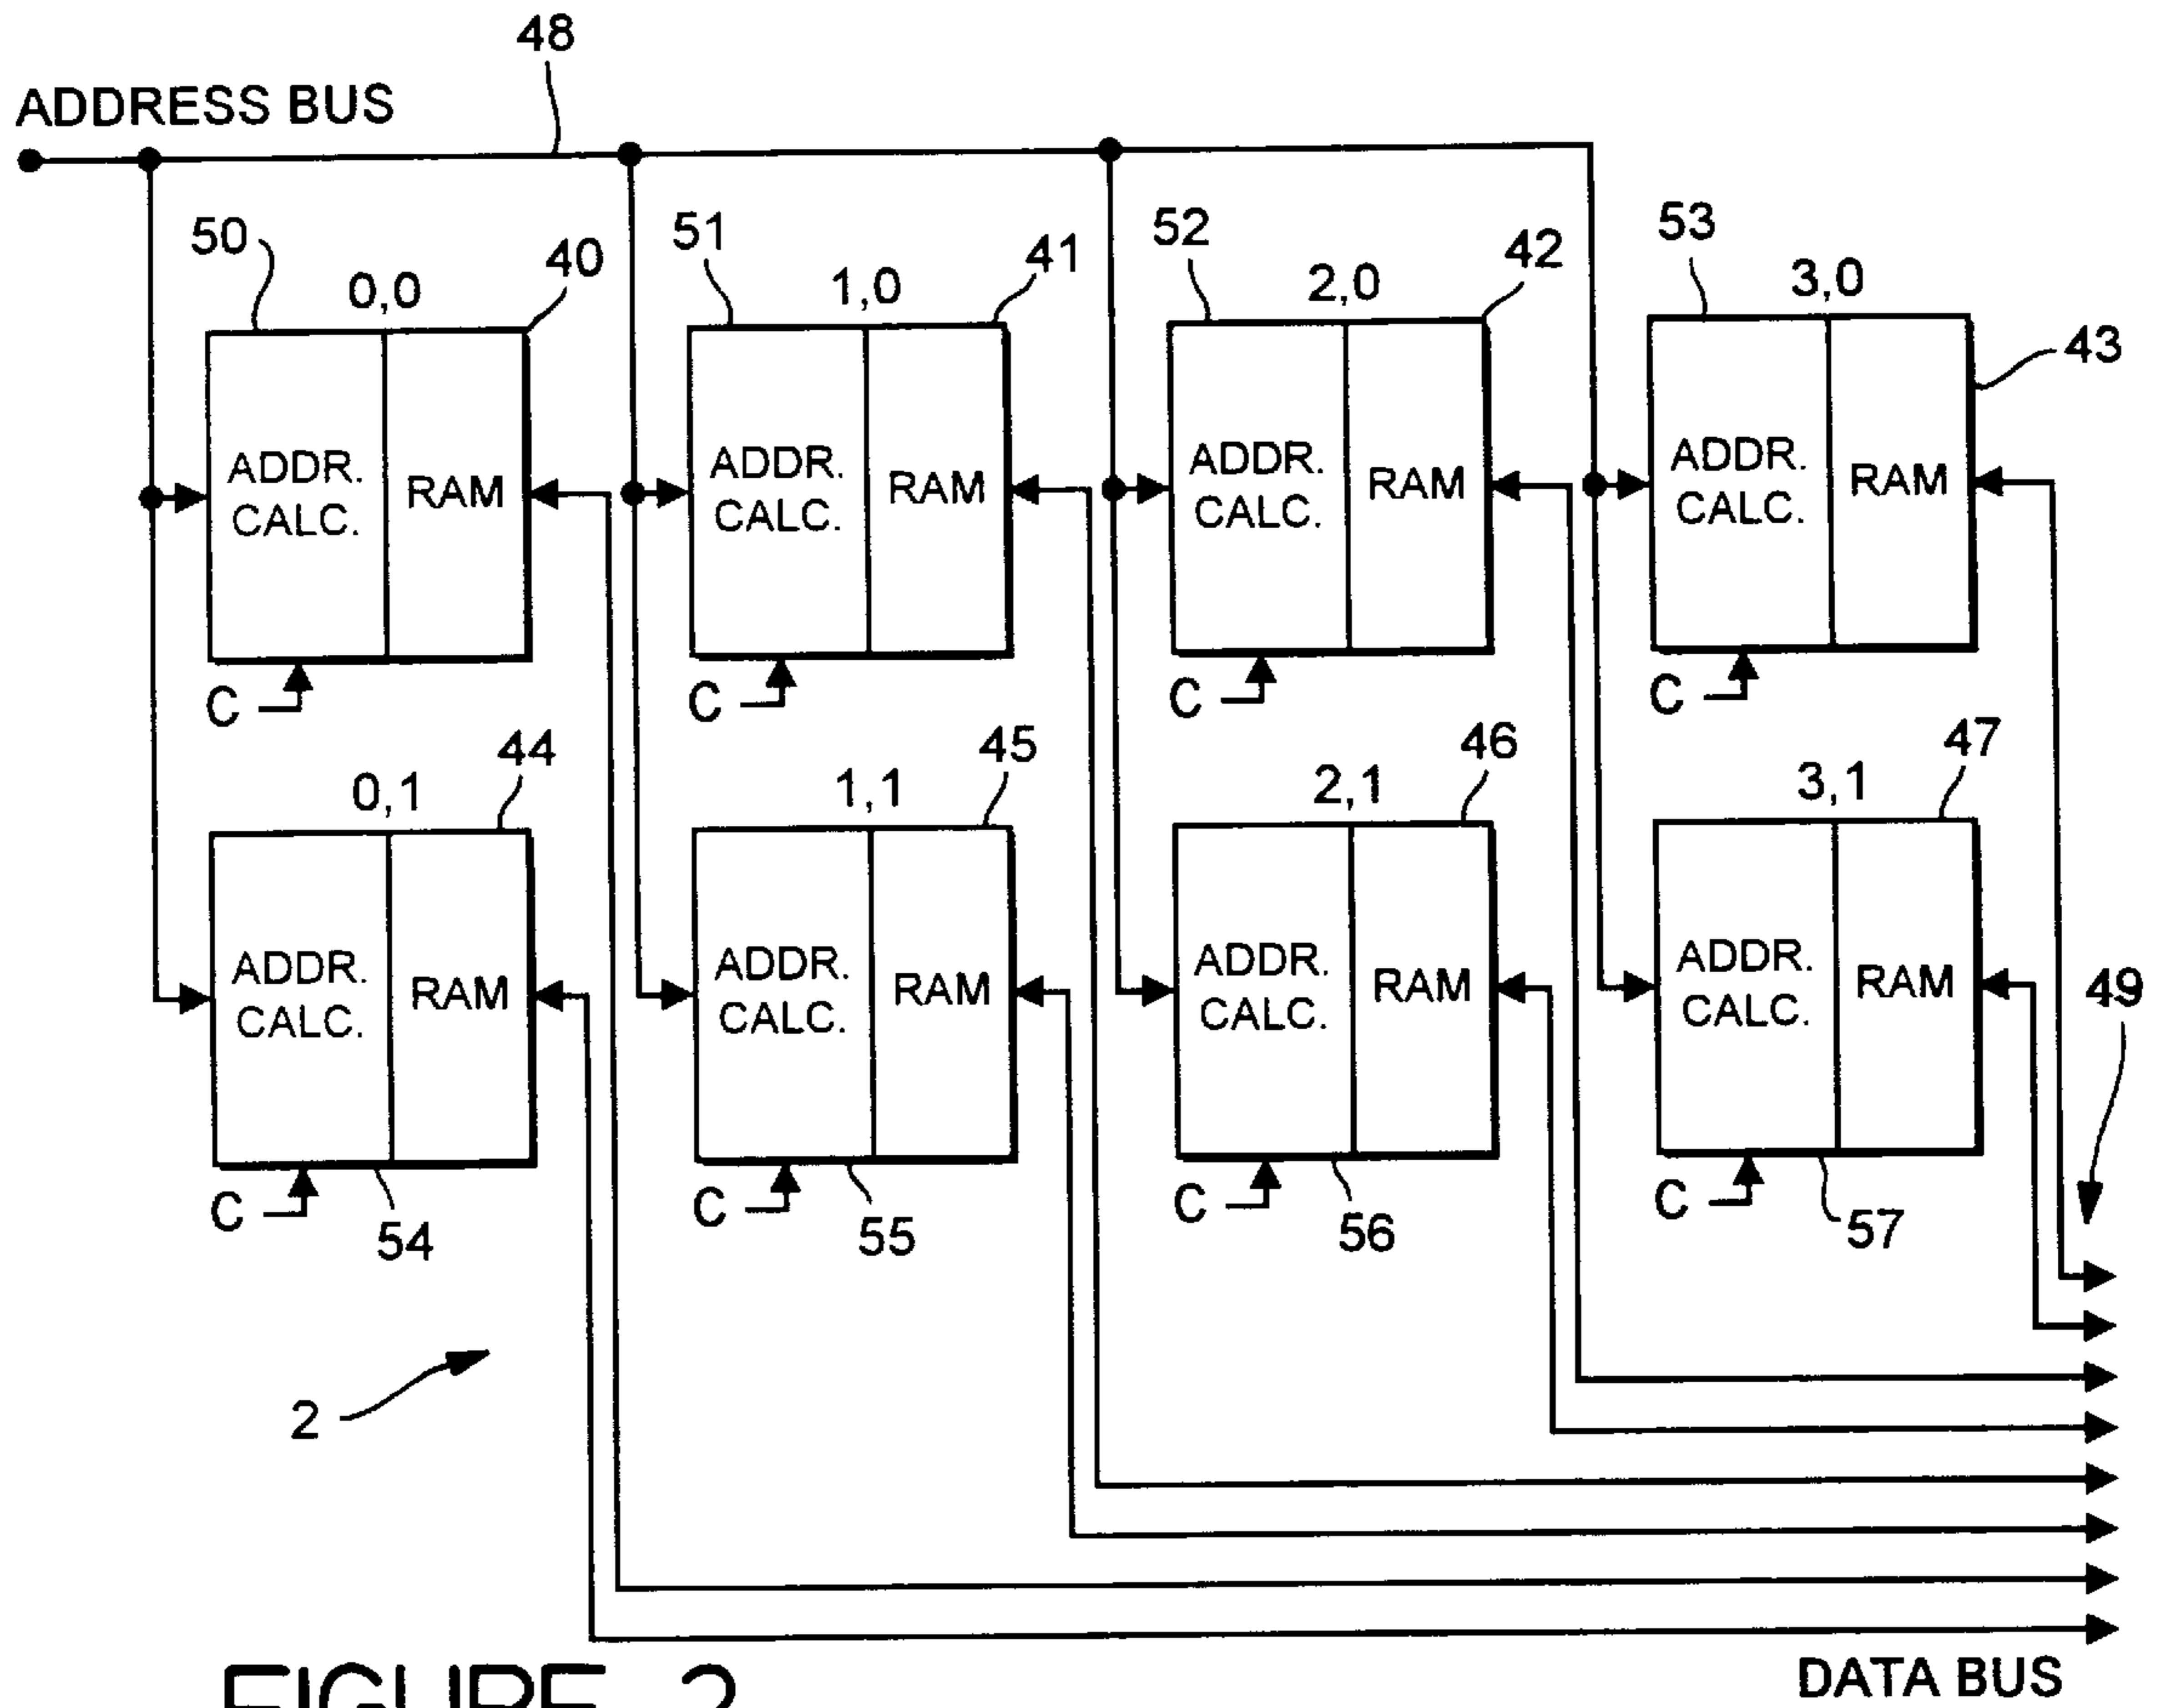 48
ADDRESS BUS
50
0,0
40
51
1,0
41
52
2,0
42
53
3,0
43
ADDR.
CALC.
RAM
ADDR.
CALC.
RAM
ADDR.
CALC.
RAM
ADDR.
CALC.
RAM
C
C
C
C
0,1
44
1,1
45
2,1
46
3,1
47
ADDR.
CALC.
RAM
ADDR.
CALC.
RAM
ADDR.
CALC.
RAM
ADDR.
CALC.
RAM
49
C
54
C
55
C
56
C
57
2
DATA BUS
FIGURE 2